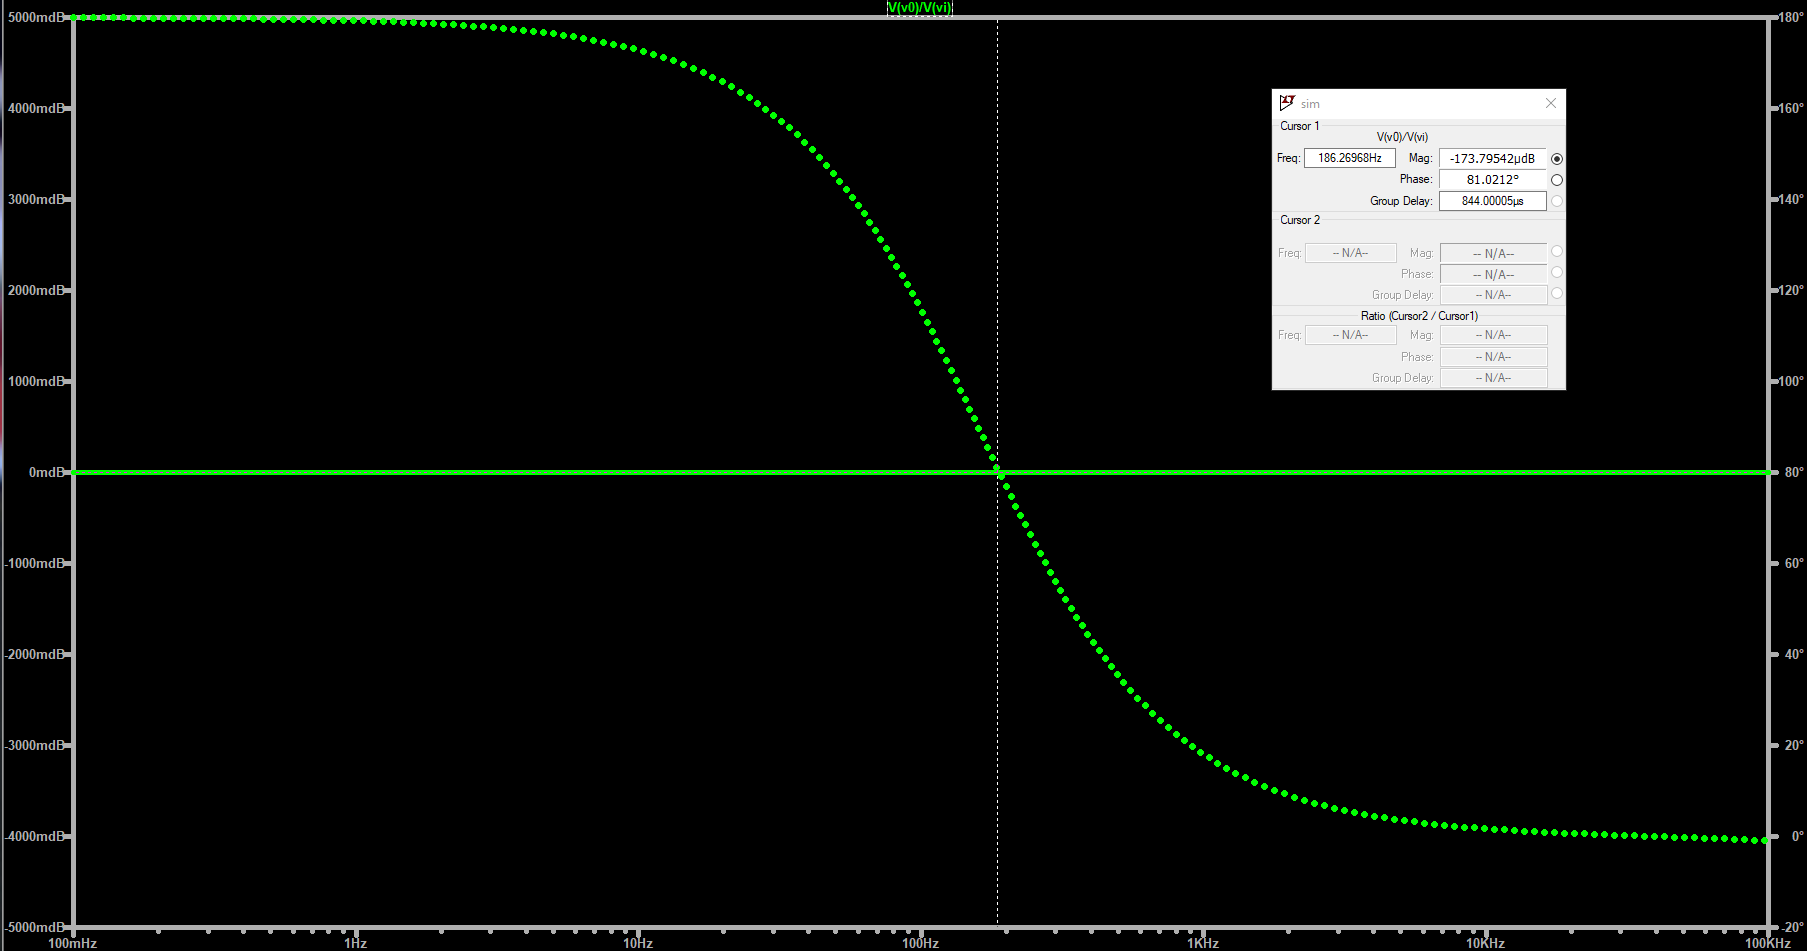 V(v0)/V(vi)
5000mdB 180°
4000mdB 160°
3000mdB 140°
2000mdB 120°
1000mdB 100°
0mdB 80°
-1000mdB 60°
-2000mdB 40°
-3000mdB 20°
-4000mdB 0°
-5000mdB -20°
100mHz 1Hz 10Hz 100Hz 1KHz 10KHz 100KHz
sim
Cursor 1
V(v0)/V(vi)
Freq: 186.26968Hz Mag: -173.79542µdB
Phase: 81.0212°
Group Delay: 844.00005µs
Cursor 2
Freq: -- N/A-- Mag: -- N/A--
Phase: -- N/A--
Group Delay: -- N/A--
Ratio (Cursor2 / Cursor1)
Freq: -- N/A-- Mag: -- N/A--
Phase: -- N/A--
Group Delay: -- N/A--